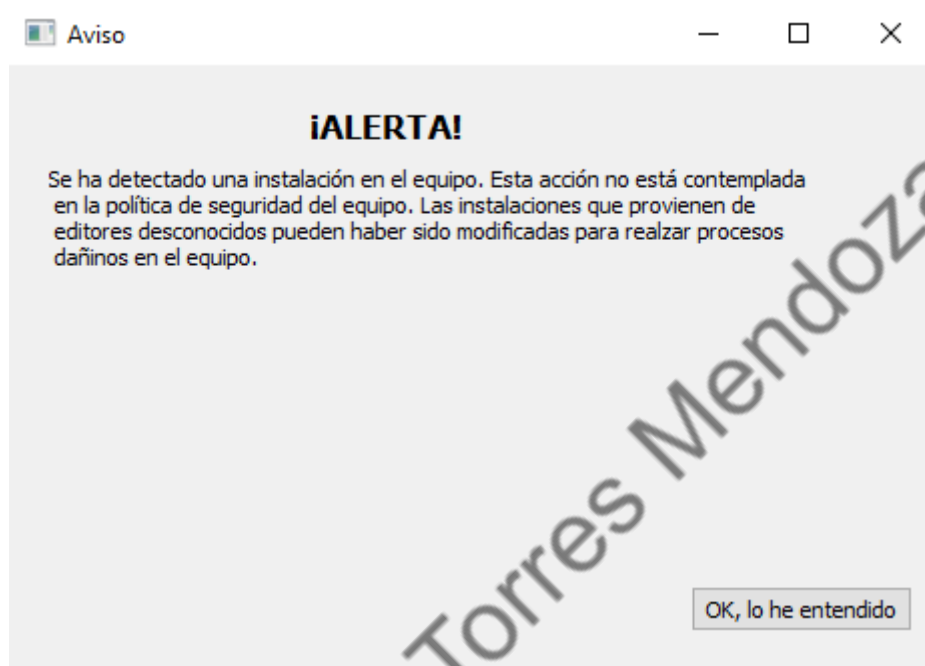 Aviso
¡ALERTA!
Se ha detectado una instalación en el equipo. Esta acción no está contemplada
en la política de seguridad del equipo. Las instalaciones que provienen de
editores desconocidos pueden haber sido modificadas para realzar procesos
dañinos en el equipo.
Torres Mendoza
OK, lo he entendido